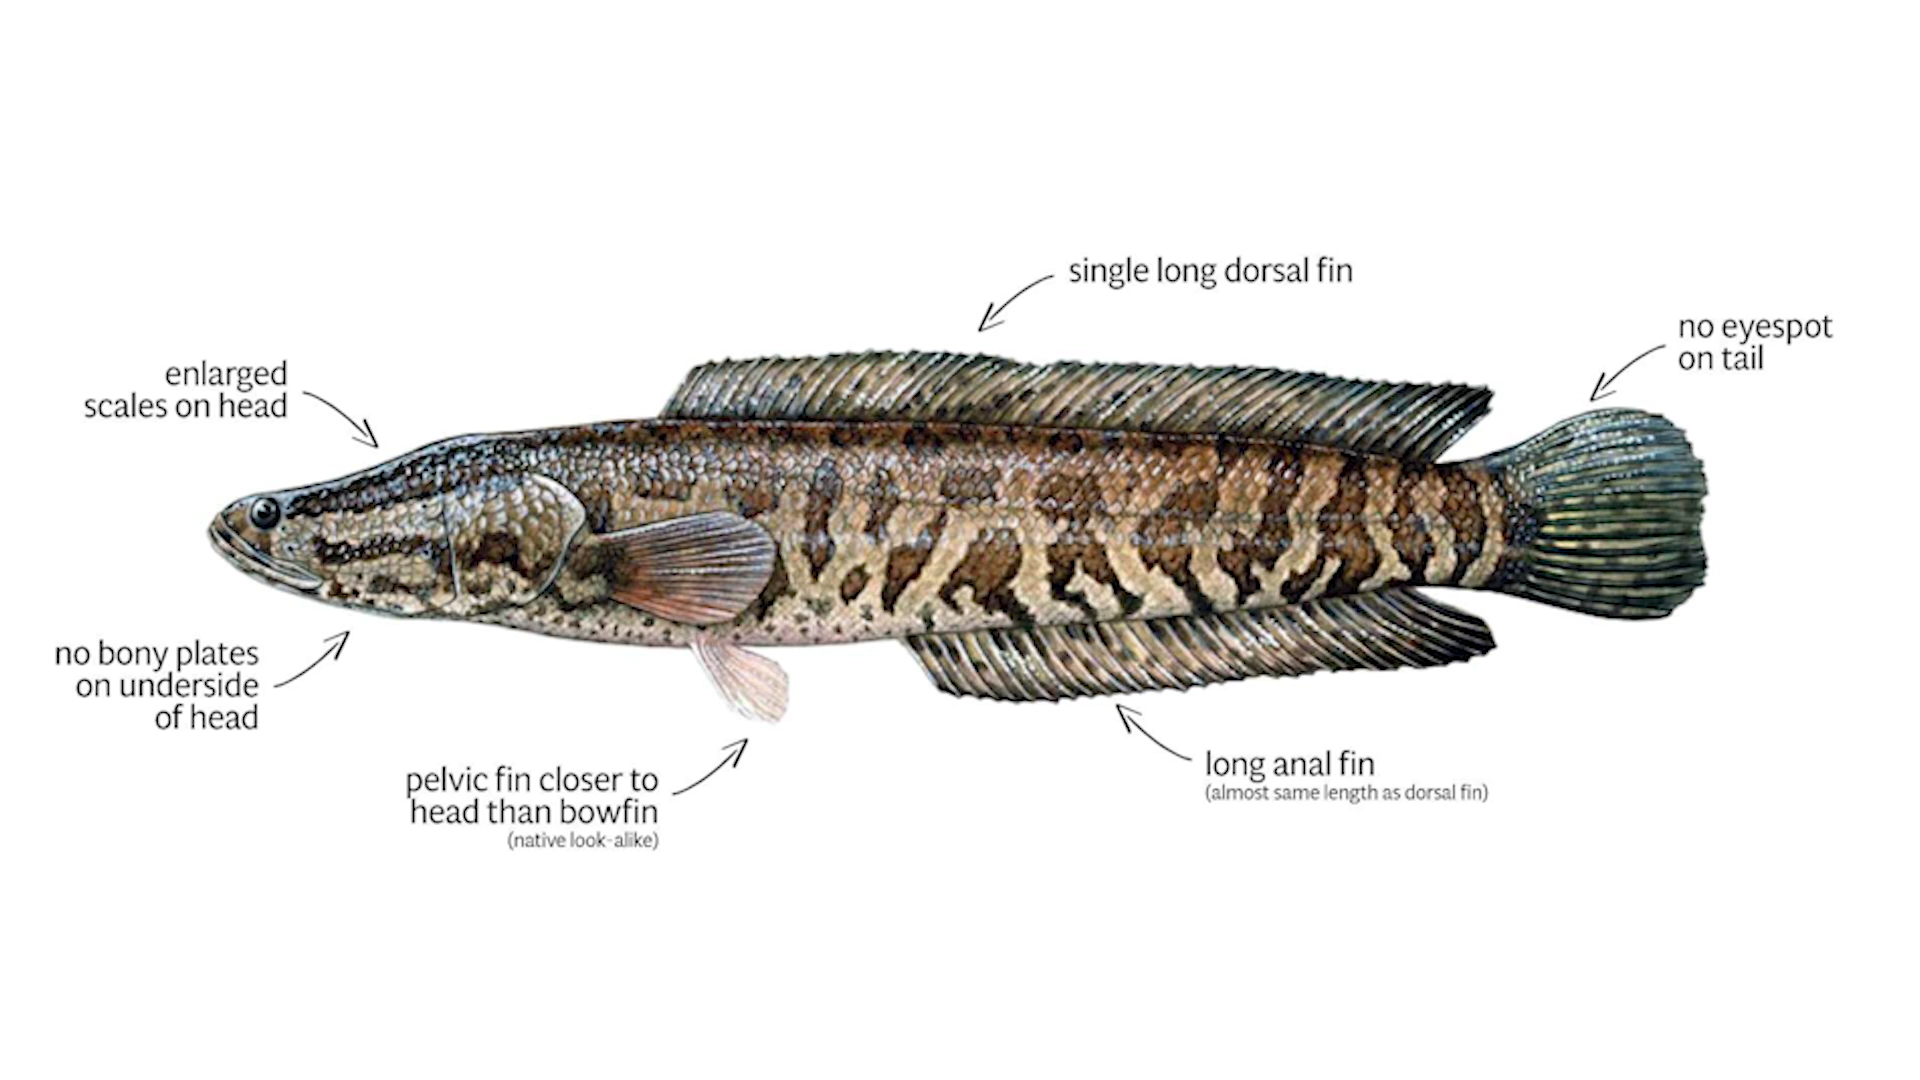 single long dorsal fin
no eyespot
on tail
enlarged
scales on head
no bony plates
on underside
of head
pelvic fin closer to
head than bowfin
(native look-alike)
long anal fin
(almost same length as dorsal fin)